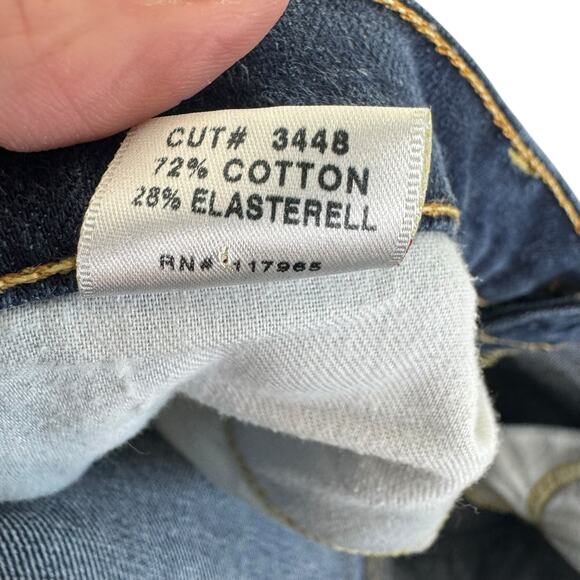 CUT# 3448
72% COTTON
28% ELASTERELL
RN# 117965